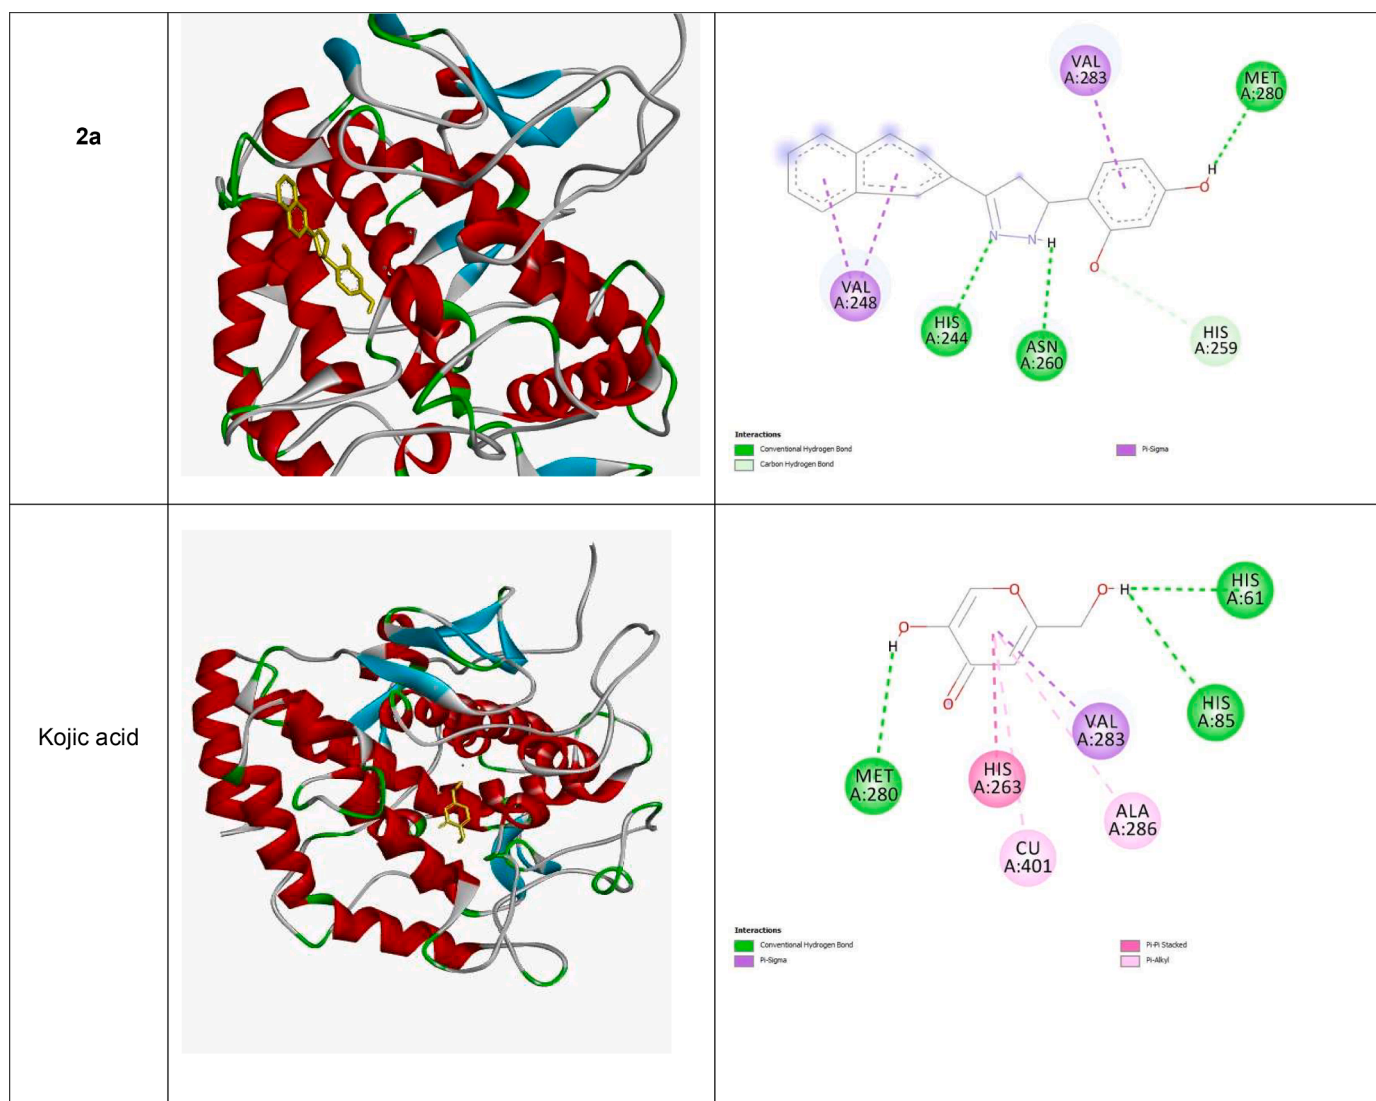 2a
VAL
A:283
MET
A:280
H
O
N
N
H
O
VAL
A:248
HIS
A:244
ASN
A:260
HIS
A:259
Interactions
Conventional Hydrogen Bond
Carbon Hydrogen Bond
Pi-Sigma
Kojic acid
O
O
H
HIS
A:61
O
H
O
HIS
A:85
VAL
A:283
MET
A:280
HIS
A:263
ALA
A:286
CU
A:401
Interactions
Conventional Hydrogen Bond
Pi-Sigma
Pi-Pi Stacked
Pi-Alkyl